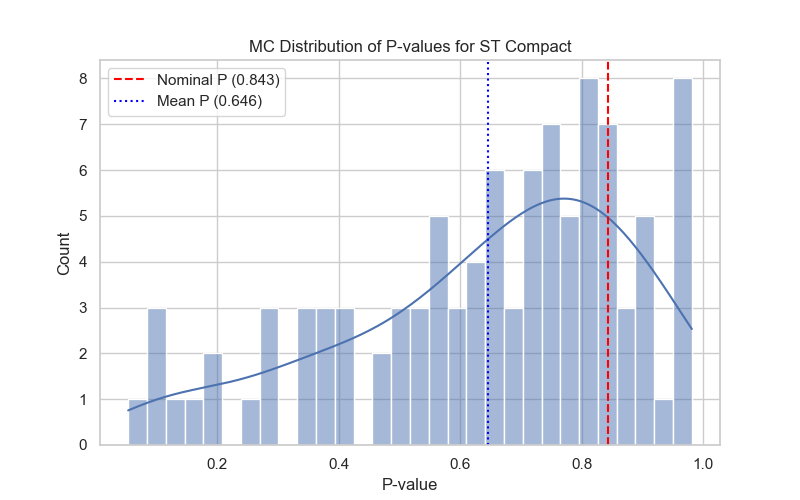 MC Distribution of P-values for ST Compact
Nominal P (0.843)
Mean P (0.646)
8
7
6
5
4
3
2
1
0
Count
0.2 0.4 0.6 0.8 1.0
P-value